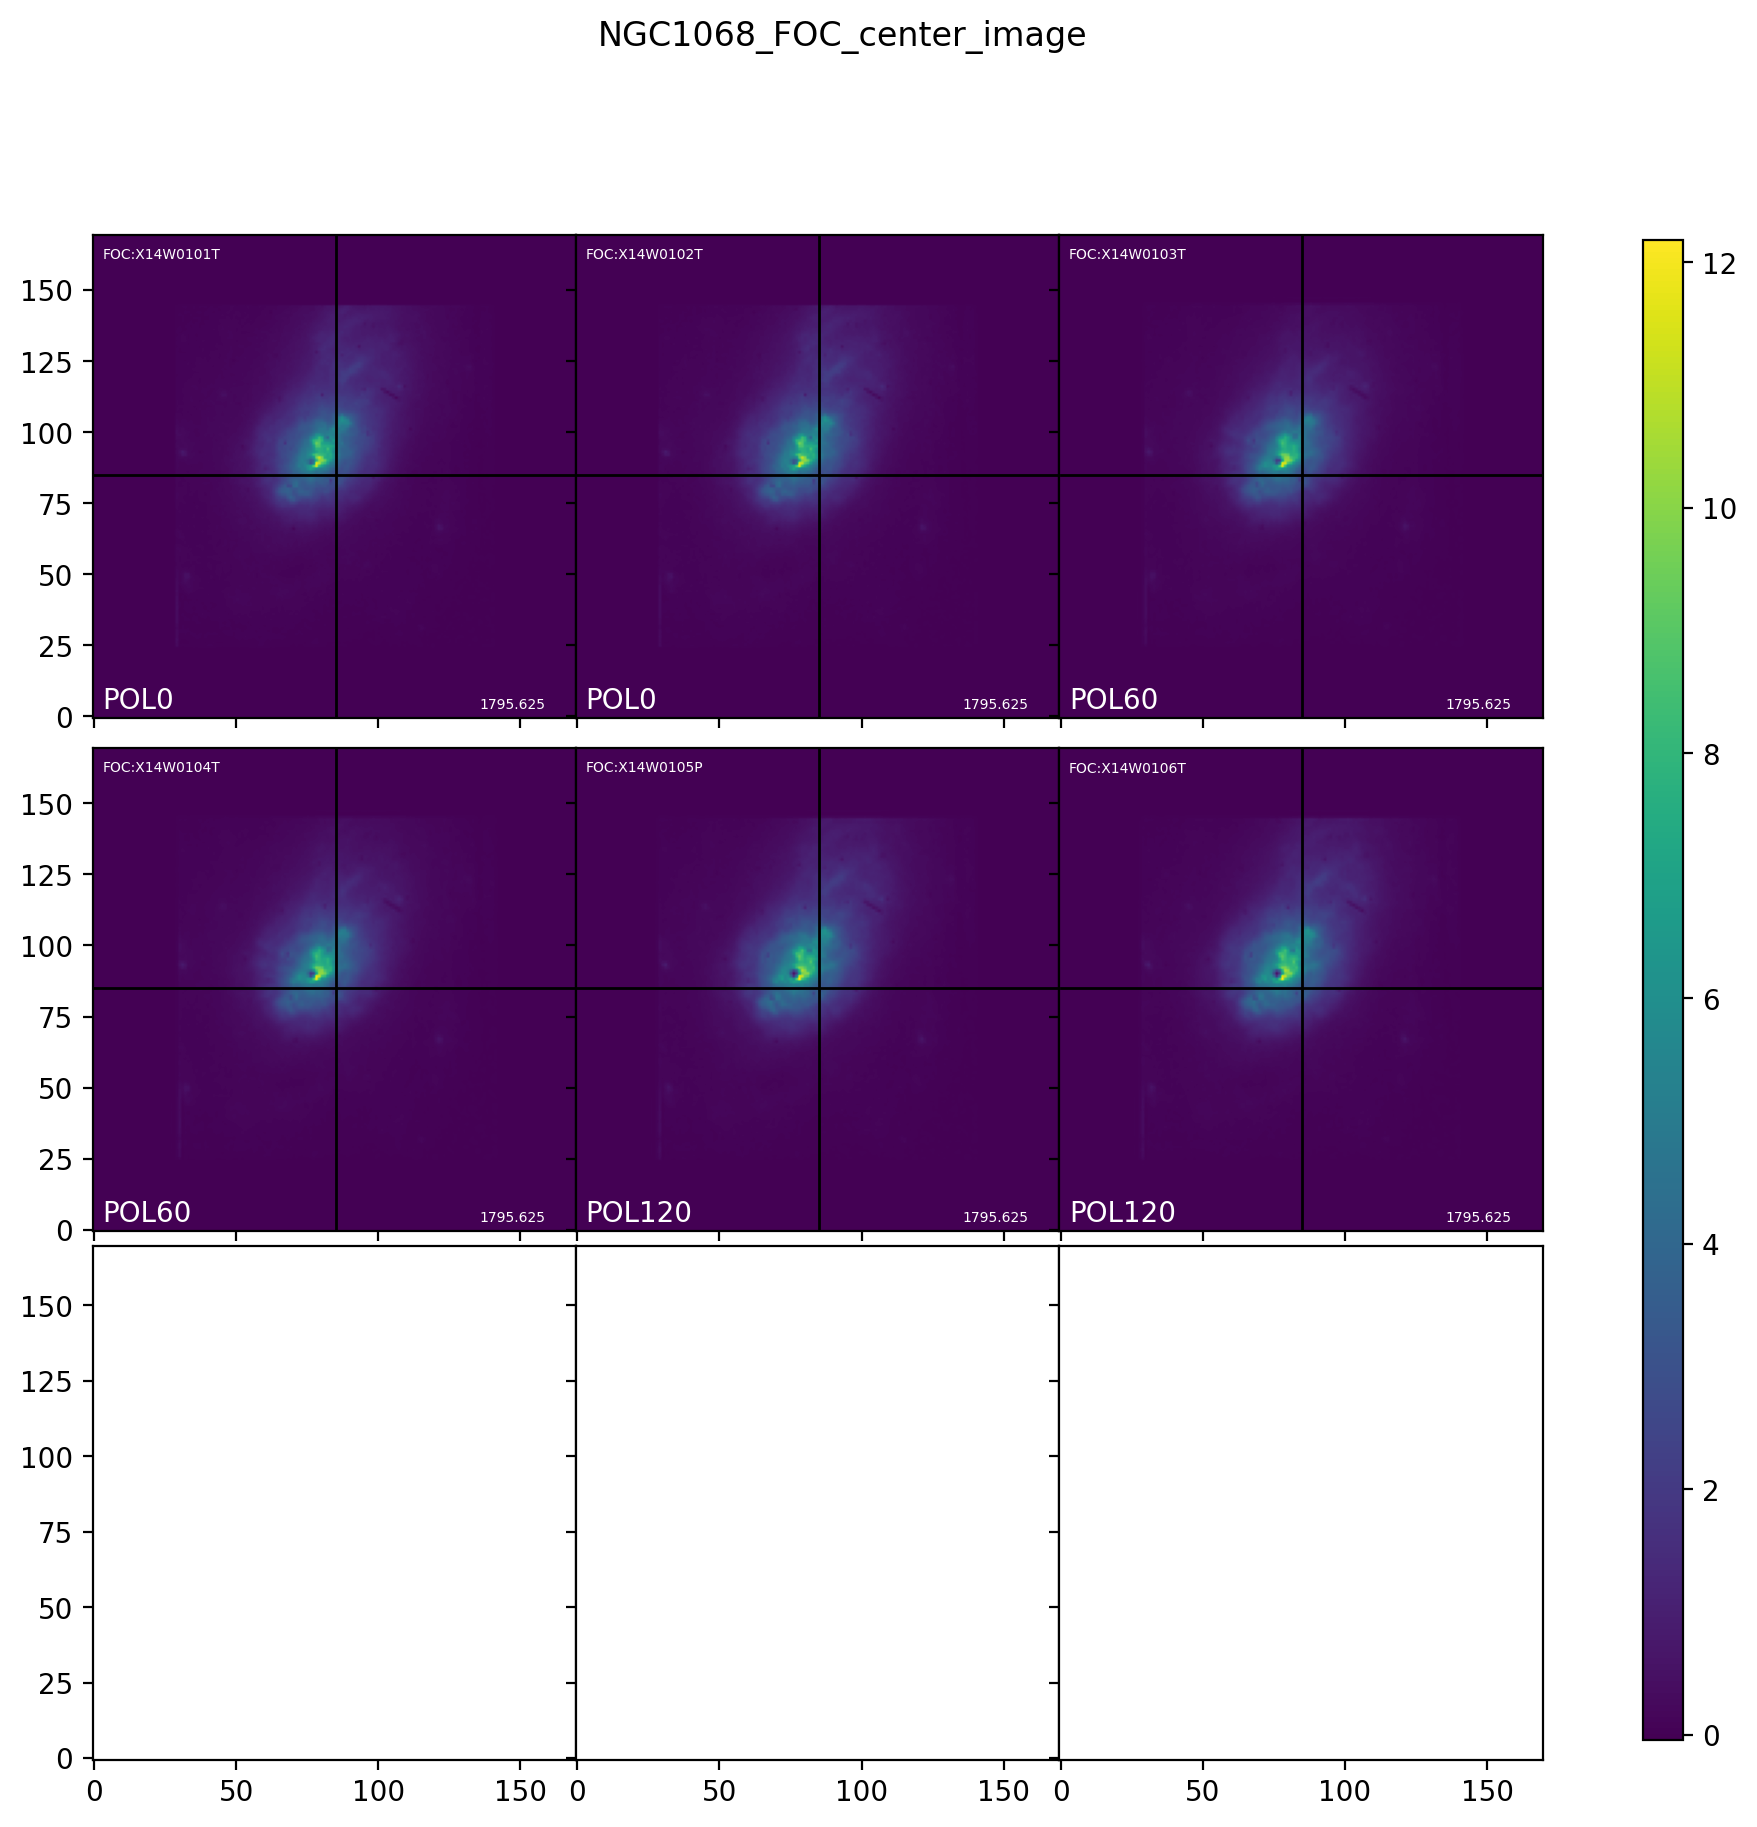 NGC1068_FOC_center_image
FOC:X14W0101T
FOC:X14W0102T
FOC:X14W0103T
150
125
100
75
50
25
0
POL0
1795.625
POL0
1795.625
POL60
1795.625
FOC:X14W0104T
FOC:X14W0105P
FOC:X14W0106T
150
125
100
75
50
25
0
POL60
1795.625
POL120
1795.625
POL120
1795.625
150
125
100
75
50
25
0
0 50 100 150 0 50 100 150 0 50 100 150
12
10
8
6
4
2
0